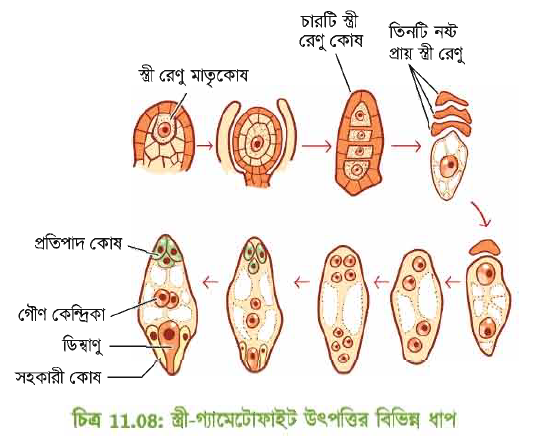 চারটি স্ত্রী
রেণু কোষ
তিনটি নষ্ট
প্রায় স্ত্রী রেণু
স্ত্রী রেণু মাতৃকোষ
প্রতিপাদ কোষ
গৌণ কেন্দ্রিকা
ডিম্বাণু
সহকারী কোষ
চিত্র 11.08: স্ত্রী-গ্যামেটোফাইট উৎপত্তির বিভিন্ন ধাপ